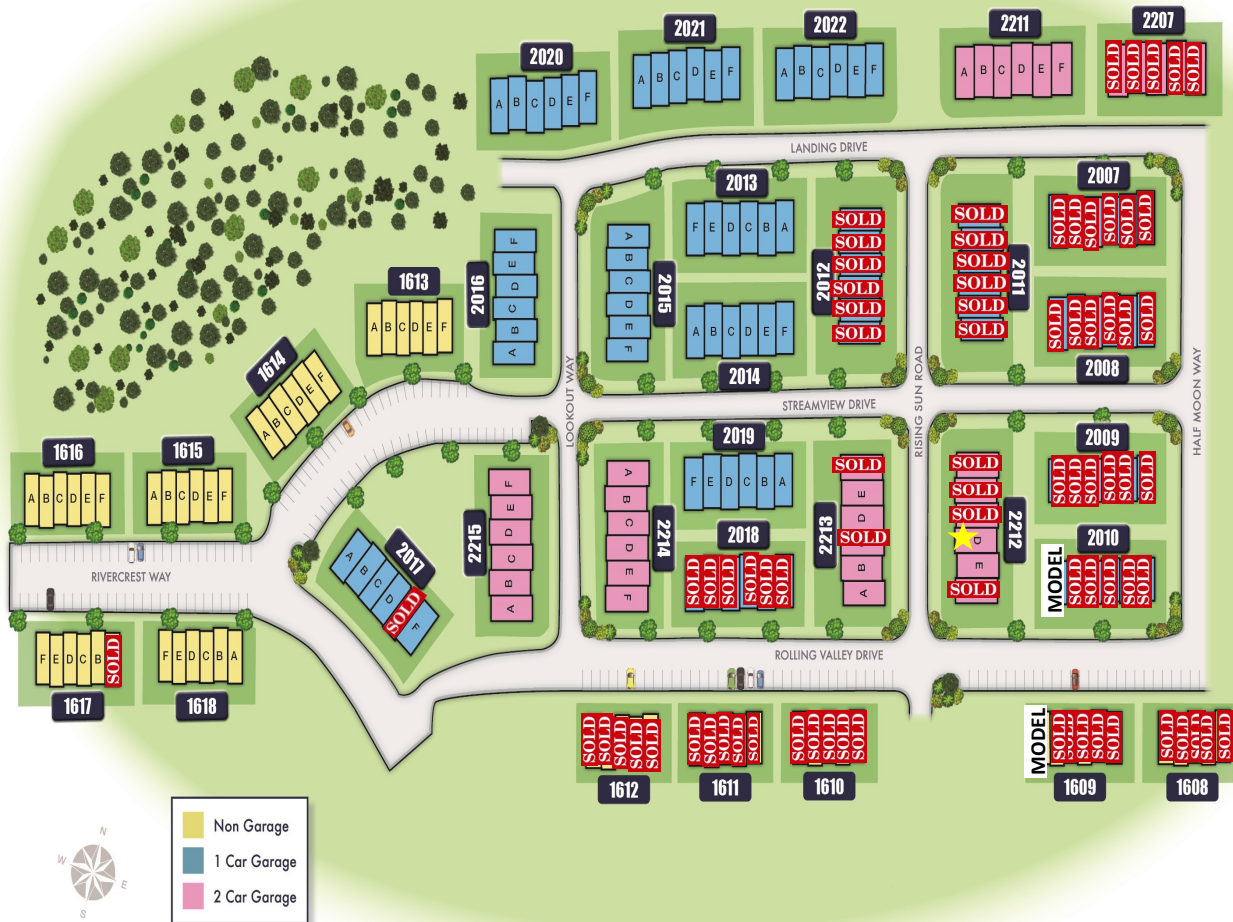 2020
A B C D E F
2021
A B C D E F
2022
A B C D E F
2211
A B C D E F
2207
SOLD SOLD SOLD SOLD SOLD
LANDING DRIVE
2013
F E D C B A
2007
SOLD SOLD SOLD SOLD SOLD SOLD
2012
SOLD
SOLD
SOLD
SOLD
SOLD
SOLD
2011
SOLD
SOLD
SOLD
SOLD
SOLD
SOLD
2016
F
E
D
C
B
A
2015
A
B
C
D
E
F
1613
A B C D E F
2014
A B C D E F
2008
SOLD SOLD SOLD SOLD SOLD SOLD
1614
A B C D E F
LOOKOUT WAY
STREAMVIEW DRIVE
RISING SUN ROAD
HALF MOON WAY
1616
A B C D E F
1615
A B C D E F
2215
F
E
D
C
B
A
2214
A
B
C
D
E
F
2019
F E D C B A
2213
SOLD
E
D
SOLD
B
A
2212
SOLD
SOLD
SOLD
D
E
SOLD
2009
SOLD SOLD SOLD SOLD SOLD SOLD
2018
SOLD SOLD SOLD SOLD SOLD SOLD
2010
MODEL
SOLD SOLD SOLD SOLD SOLD
2017
A B C D SOLD F
RIVERCREST WAY
ROLLING VALLEY DRIVE
F E D C B SOLD
1617
F E D C B A
1618
SOLD SOLD SOLD SOLD SOLD
1612
SOLD SOLD SOLD SOLD SOLD
1611
SOLD SOLD SOLD SOLD SOLD
1610
MODEL
SOLD SOLD SOLD SOLD SOLD
1609
SOLD SOLD SOLD SOLD SOLD
1608
Non Garage
1 Car Garage
2 Car Garage
N
W
E
S